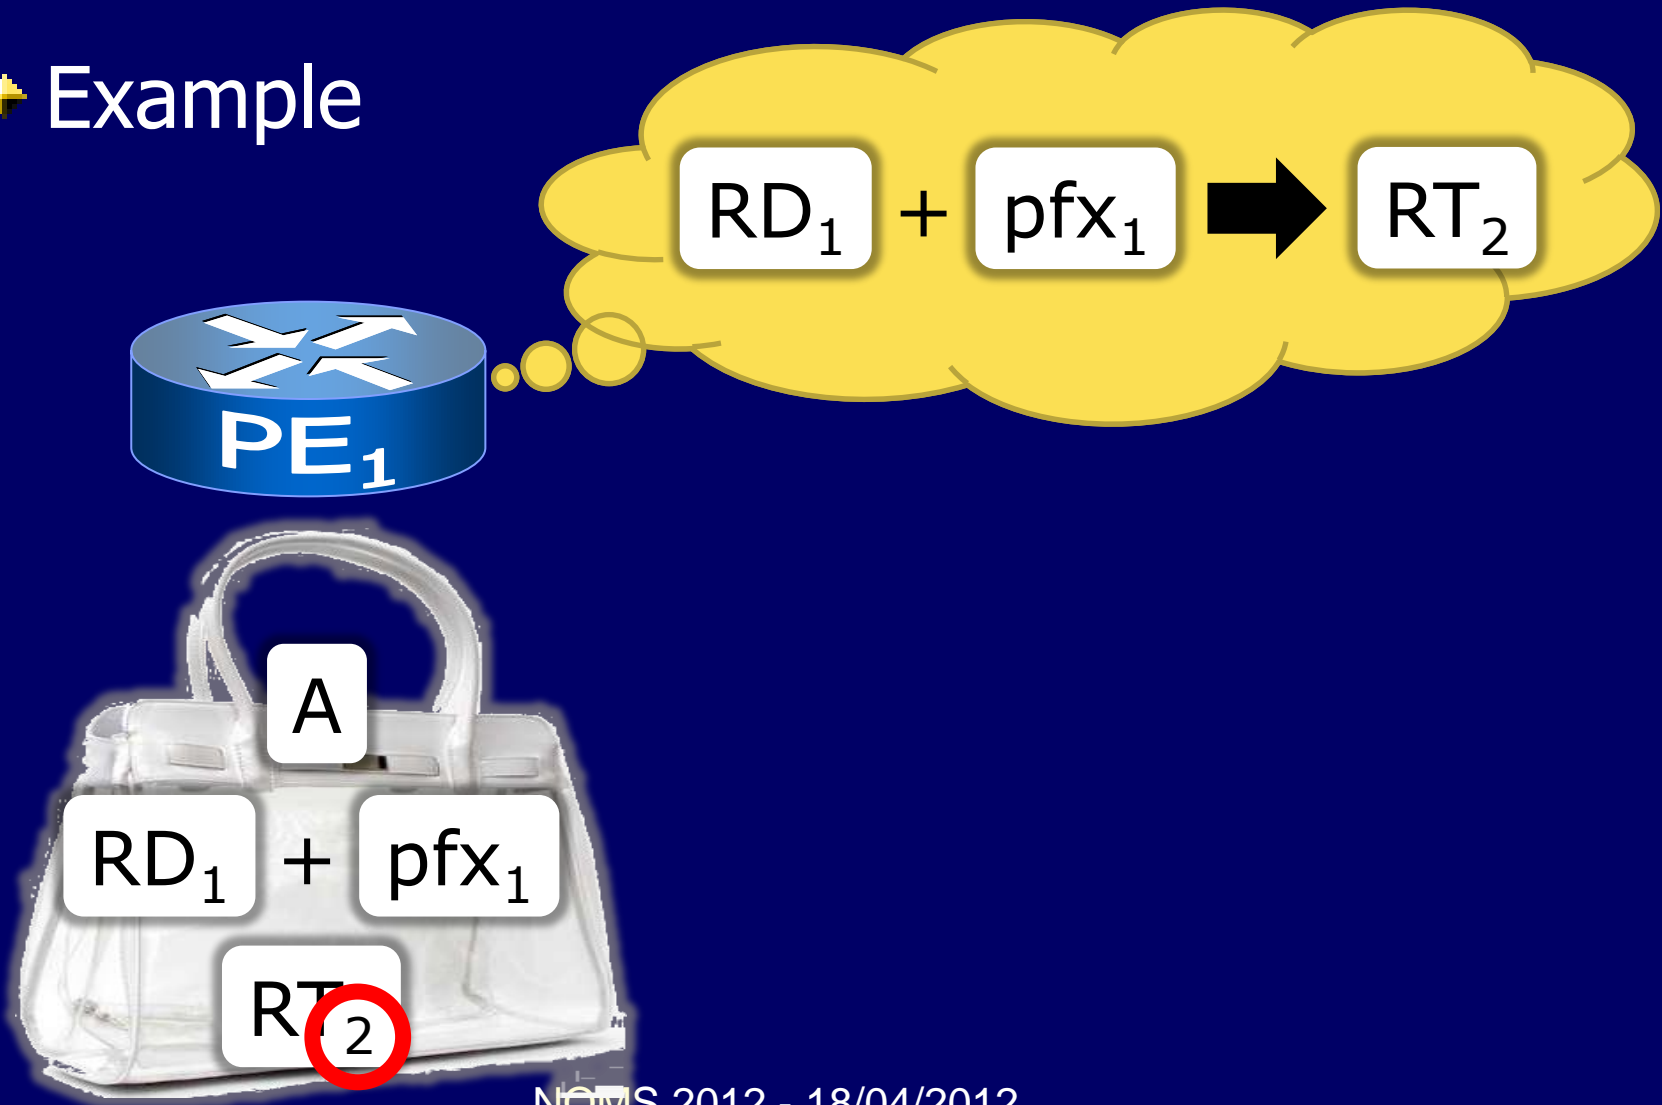 Example
RD₁ + pfx₁ RT₂
PE₁
A
RD₁ + pfx₁
RT₂
NOMS 2012 - 18/04/2012